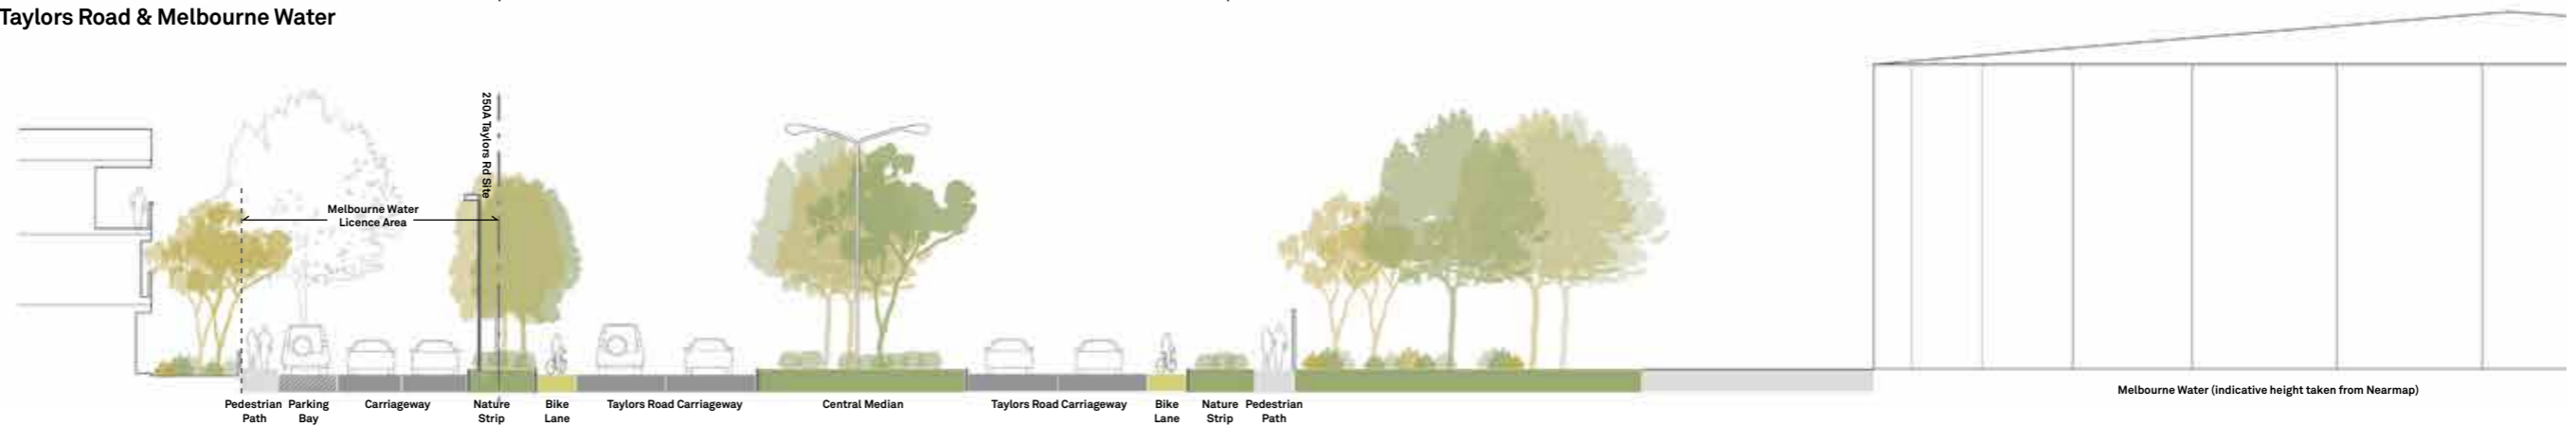 Taylors Road & Melbourne Water
250A Taylors Rd Site
Melbourne Water
Licence Area
Pedestrian
Path
Parking
Bay
Carriageway
Nature
Strip
Bike
Lane
Taylors Road Carriageway
Central Median
Taylors Road Carriageway
Bike
Lane
Nature
Strip
Pedestrian
Path
Melbourne Water (indicative height taken from Nearmap)